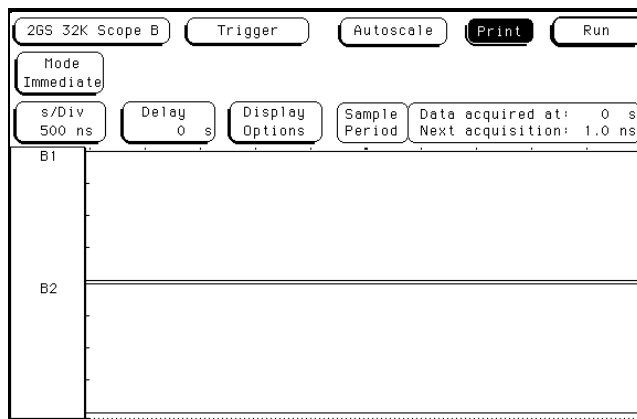 2GS 32K Scope B Trigger Autoscale Print Run
Mode
Immediate
s/Div Delay Display Sample Data acquired at: 0 s
500 ns 0 s Options Period Next acquisition: 1.0 ns
B1
B2